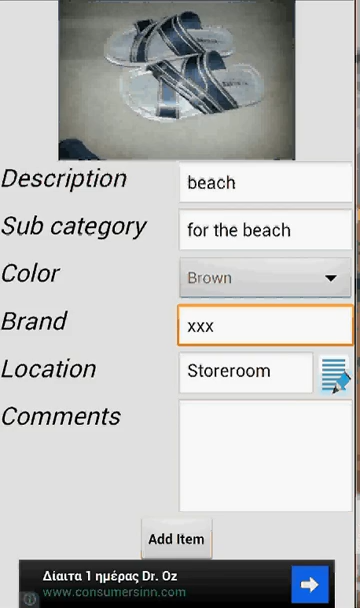 Description
beach
Sub category
for the beach
Color
Brown
Brand
xxx
Location
Storeroom
Comments
Add Item
Δίαιτα 1 ημέρας Dr. Oz
www.consumersinn.com